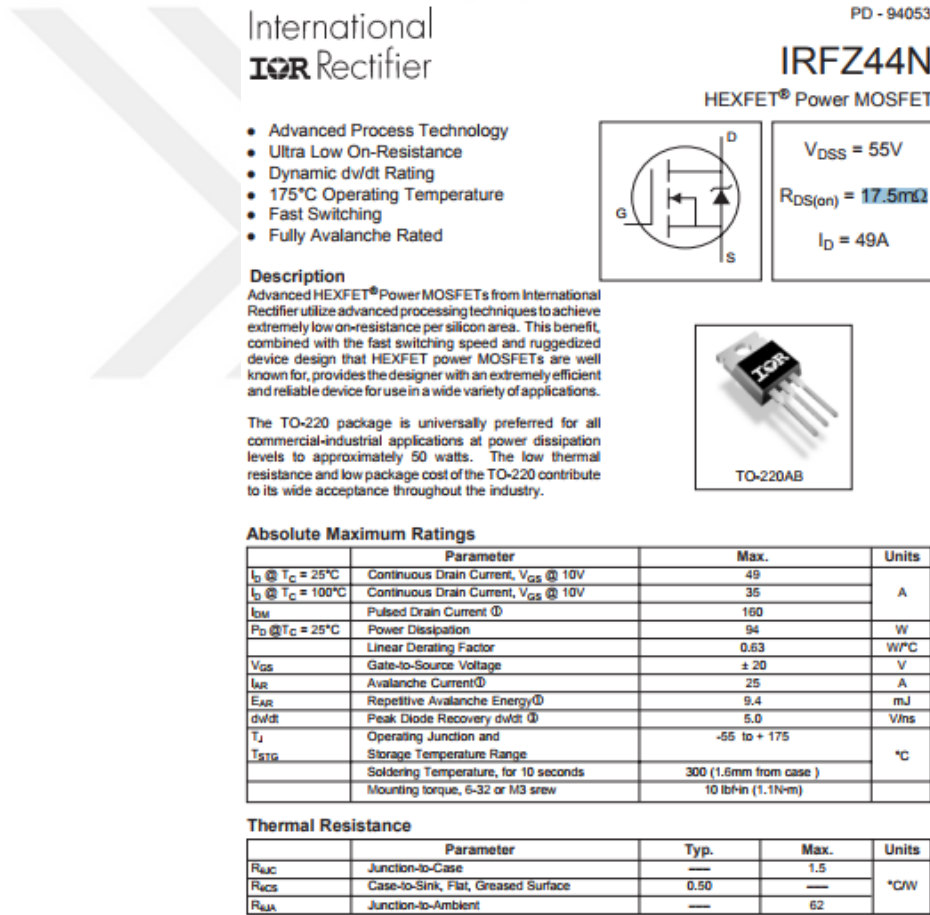 International
IOR Rectifier
PD - 94053
IRFZ44N
HEXFET® Power MOSFET
● Advanced Process Technology
● Ultra Low On-Resistance
● Dynamic dv/dt Rating
● 175°C Operating Temperature
● Fast Switching
● Fully Avalanche Rated
D
G
S
VDSS = 55V
RDS(on) = 17.5mΩ
ID = 49A
Description
Advanced HEXFET® Power MOSFETs from International
Rectifier utilize advanced processing techniques to achieve
extremely low on-resistance per silicon area. This benefit,
combined with the fast switching speed and ruggedized
device design that HEXFET power MOSFETs are well
known for, provides the designer with an extremely efficient
and reliable device for use in a wide variety of applications.
The TO-220 package is universally preferred for all
commercial-industrial applications at power dissipation
levels to approximately 50 watts. The low thermal
resistance and low package cost of the TO-220 contribute
to its wide acceptance throughout the industry.
IOR
TO-220AB
Absolute Maximum Ratings
Parameter Max. Units
ID @ TC = 25°C Continuous Drain Current, VGS @ 10V 49
ID @ TC = 100°C Continuous Drain Current, VGS @ 10V 35 A
IDM Pulsed Drain Current ① 160
PD @TC = 25°C Power Dissipation 94 W
Linear Derating Factor 0.63 W/°C
VGS Gate-to-Source Voltage ± 20 V
IAR Avalanche Current① 25 A
EAR Repetitive Avalanche Energy① 9.4 mJ
dv/dt Peak Diode Recovery dv/dt ③ 5.0 V/ns
TJ Operating Junction and -55 to + 175
TSTG Storage Temperature Range °C
Soldering Temperature, for 10 seconds 300 (1.6mm from case )
Mounting torque, 6-32 or M3 srew 10 lbf•in (1.1N•m)
Thermal Resistance
Parameter Typ. Max. Units
RθJC Junction-to-Case ––– 1.5
RθCS Case-to-Sink, Flat, Greased Surface 0.50 ––– °C/W
RθJA Junction-to-Ambient ––– 62